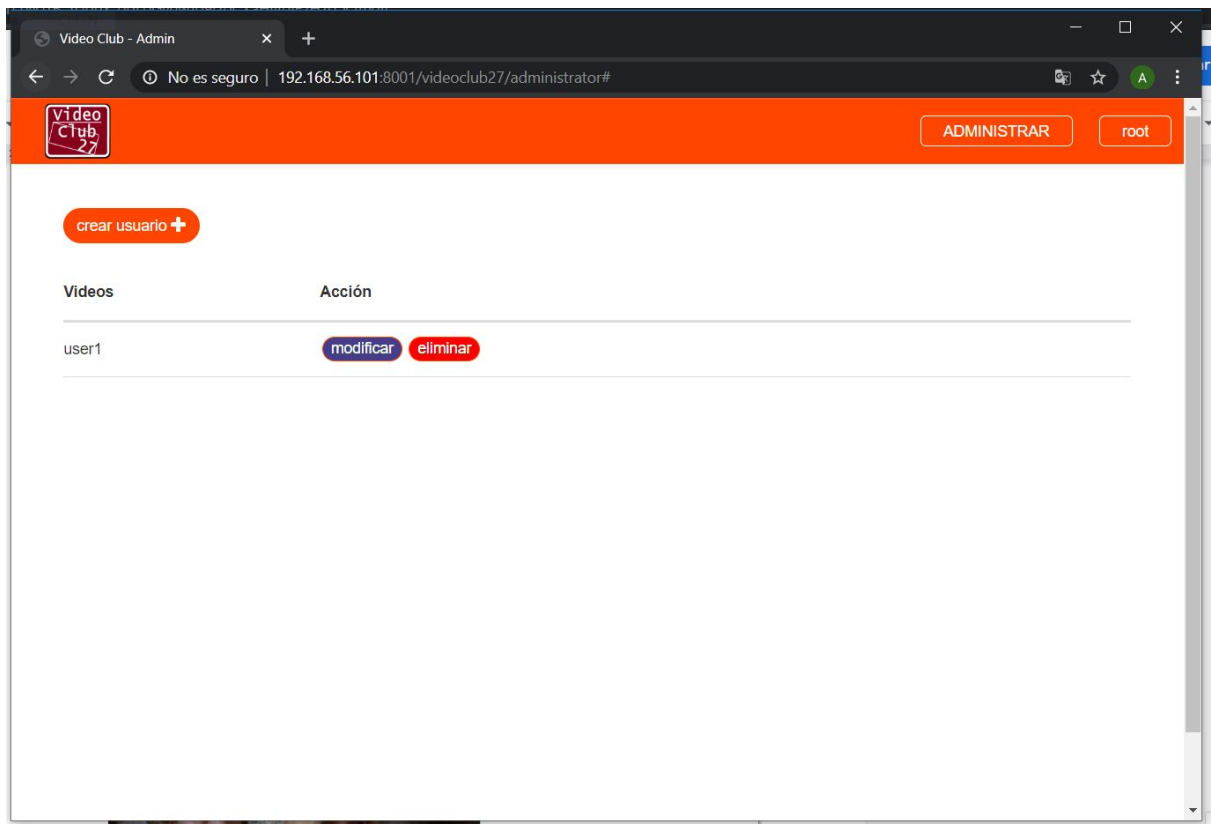 Video Club - Admin
No es seguro | 192.168.56.101:8001/videoclub27/administrator#
A
Video
Club
27
ADMINISTRAR
root
crear usuario
Videos Acción
user1 modificar eliminar